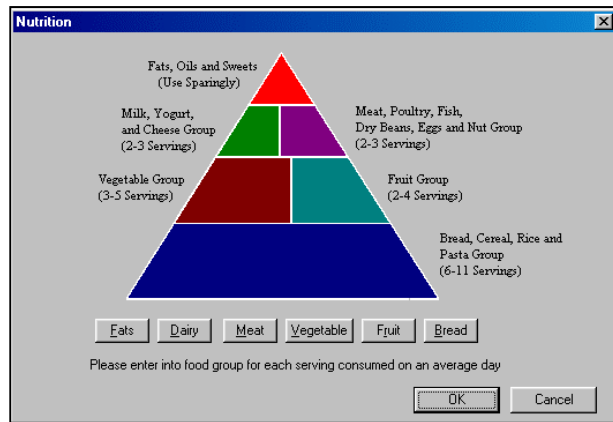 Nutrition
Fats, Oils and Sweets
(Use Sparingly)
Milk, Yogurt,
and Cheese Group
(2-3 Servings)
Meat, Poultry, Fish,
Dry Beans, Eggs and Nut Group
(2-3 Servings)
Vegetable Group
(3-5 Servings)
Fruit Group
(2-4 Servings)
Bread, Cereal, Rice and
Pasta Group
(6-11 Servings)
Fats Dairy Meat Vegetable Fruit Bread
Please enter into food group for each serving consumed on an average day
OK Cancel